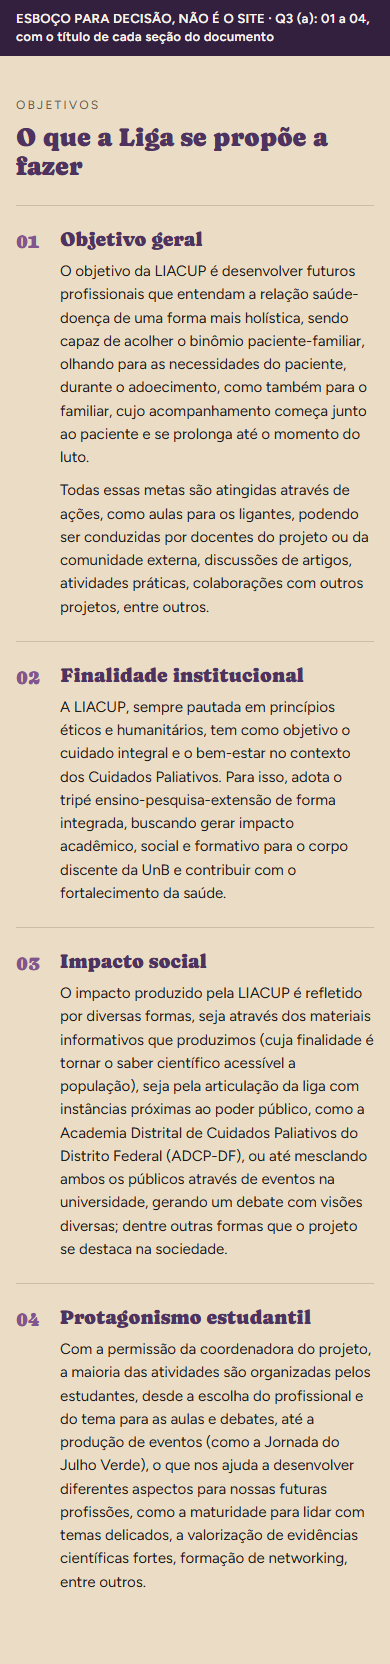 ESBOÇO PARA DECISÃO, NÃO É O SITE · Q3 (a): 01 a 04,
com o título de cada seção do documento
OBJETIVOS
O que a Liga se propõe a
fazer
01 Objetivo geral
O objetivo da LIACUP é desenvolver futuros
profissionais que entendam a relação saúde-
doença de uma forma mais holística, sendo
capaz de acolher o binômio paciente-familiar,
olhando para as necessidades do paciente,
durante o adoecimento, como também para o
familiar, cujo acompanhamento começa junto
ao paciente e se prolonga até o momento do
luto.
Todas essas metas são atingidas através de
ações, como aulas para os ligantes, podendo
ser conduzidas por docentes do projeto ou da
comunidade externa, discussões de artigos,
atividades práticas, colaborações com outros
projetos, entre outros.
02 Finalidade institucional
A LIACUP, sempre pautada em princípios
éticos e humanitários, tem como objetivo o
cuidado integral e o bem-estar no contexto
dos Cuidados Paliativos. Para isso, adota o
tripé ensino-pesquisa-extensão de forma
integrada, buscando gerar impacto
acadêmico, social e formativo para o corpo
discente da UnB e contribuir com o
fortalecimento da saúde.
03 Impacto social
O impacto produzido pela LIACUP é refletido
por diversas formas, seja através dos materiais
informativos que produzimos (cuja finalidade é
tornar o saber científico acessível a
população), seja pela articulação da liga com
instâncias próximas ao poder público, como a
Academia Distrital de Cuidados Paliativos do
Distrito Federal (ADCP-DF), ou até mesclando
ambos os públicos através de eventos na
universidade, gerando um debate com visões
diversas; dentre outras formas que o projeto
se destaca na sociedade.
04 Protagonismo estudantil
Com a permissão da coordenadora do projeto,
a maioria das atividades são organizadas pelos
estudantes, desde a escolha do profissional e
do tema para as aulas e debates, até a
produção de eventos (como a Jornada do
Julho Verde), o que nos ajuda a desenvolver
diferentes aspectos para nossas futuras
profissões, como a maturidade para lidar com
temas delicados, a valorização de evidências
científicas fortes, formação de networking,
entre outros.